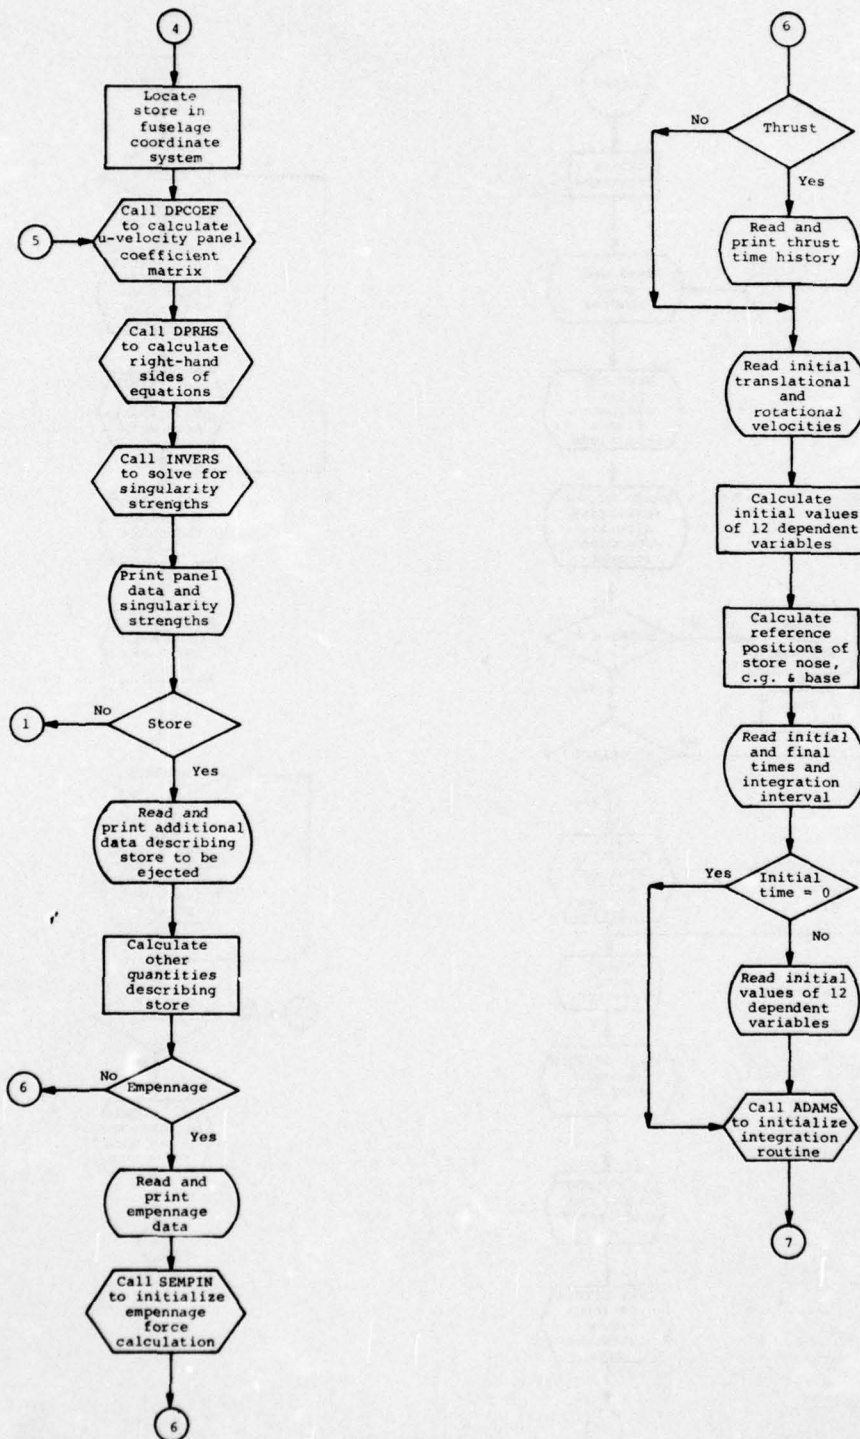 4
Locate
store in
fuselage
coordinate
system
5
Call DPCOEF
to calculate
u-velocity panel
coefficient
matrix
Call DPRHS
to calculate
right-hand
sides of
equations
Call INVERS
to solve for
singularity
strengths
Print panel
data and
singularity
strengths
1
No
Store
Yes
Read and
print additional
data describing
store to be
ejected
Calculate
other
quantities
describing
store
6
No
Empennage
Yes
Read and
print
empennage
data
Call SEMPIN
to initialize
empennage
force
calculation
6
6
No
Thrust
Yes
Read and
print thrust
time history
Read initial
translational
and
rotational
velocities
Calculate
initial values
of 12 dependent
variables
Calculate
reference
positions of
store nose,
c.g. & base
Read initial
and final
times and
integration
interval
Yes
Initial
time = 0
No
Read initial
values of 12
dependent
variables
Call ADAMS
to initialize
integration
routine
7